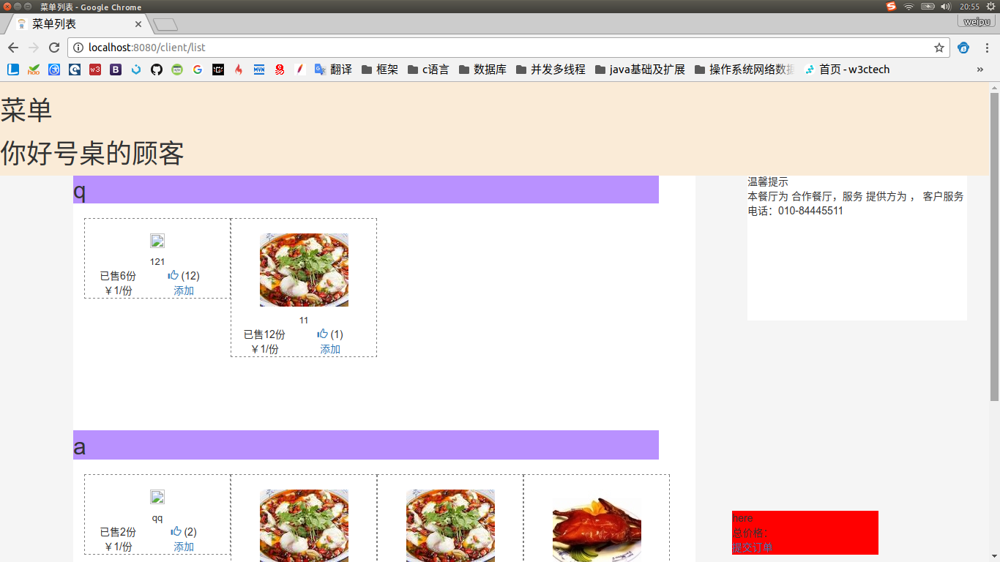 菜单列表 - Google Chrome
20:55
菜单列表
weipu
localhost:8080/client/list
翻译 框架 c语言 数据库 并发多线程 java基础及扩展 操作系统网络数据 首页 - w3ctech »
菜单
你好号桌的顾客
q
121
已售6份 (12)
￥1/份 添加
11
已售12份 (1)
￥1/份 添加
温馨提示
本餐厅为 合作餐厅，服务 提供方为 ， 客户服务
电话：010-84445511
a
qq
已售2份 (2)
￥1/份 添加
here
总价格：
提交订单